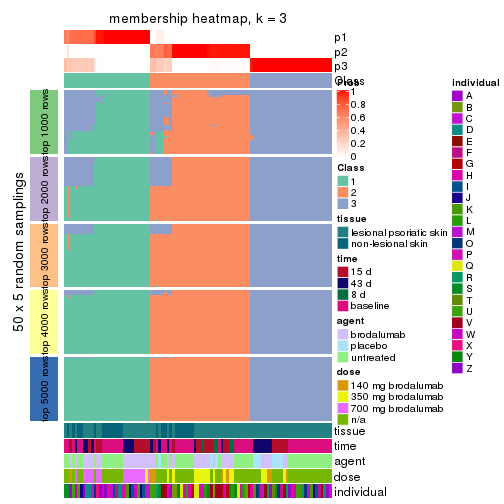 membership heatmap, k = 3
p1
p2
p3
Class
Prob
1
0.8
0.6
0.4
0.2
0
Class
1
2
3
tissue
lesional psoriatic skin
non-lesional skin
time
15 d
43 d
8 d
baseline
agent
brodalumab
placebo
untreated
dose
140 mg brodalumab
350 mg brodalumab
700 mg brodalumab
n/a
individual
A
B
C
D
E
F
G
H
I
J
K
L
M
O
P
Q
R
S
T
U
V
W
X
Y
Z
50 x 5 random samplings
top 1000 rows
top 2000 rows
top 3000 rows
top 4000 rows
top 5000 rows
tissue
time
agent
dose
individual